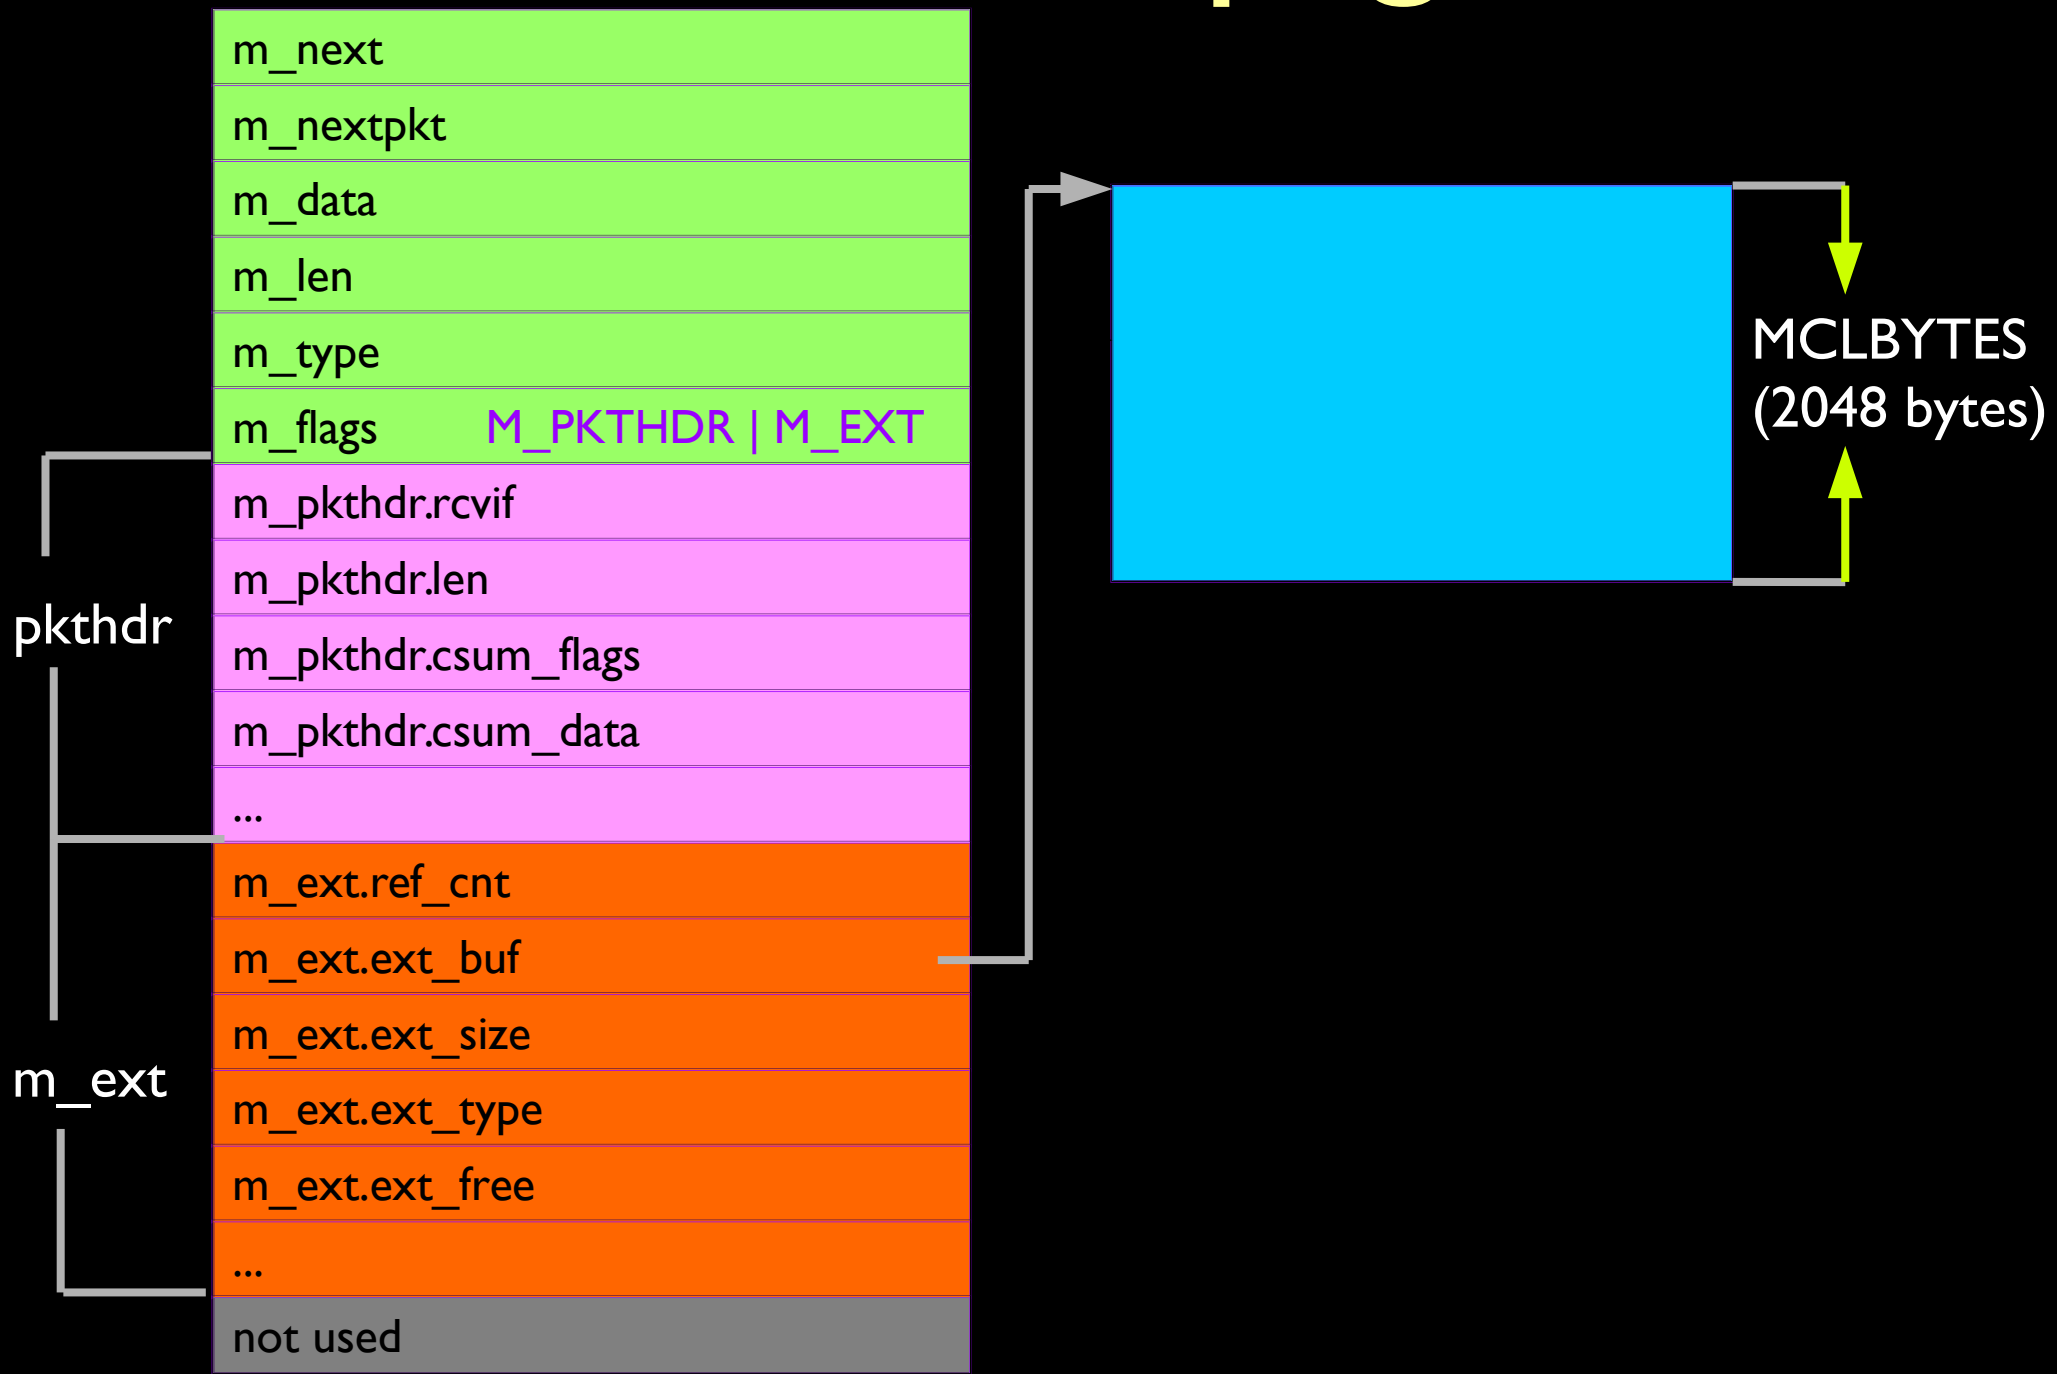 m_next
m_nextpkt
m_data
m_len
m_type
m_flags M_PKTHDR | M_EXT
m_pkthdr.rcvif
m_pkthdr.len
m_pkthdr.csum_flags
m_pkthdr.csum_data
...
m_ext.ref_cnt
m_ext.ext_buf
m_ext.ext_size
m_ext.ext_type
m_ext.ext_free
...
not used
pkthdr
m_ext
MCLBYTES
(2048 bytes)